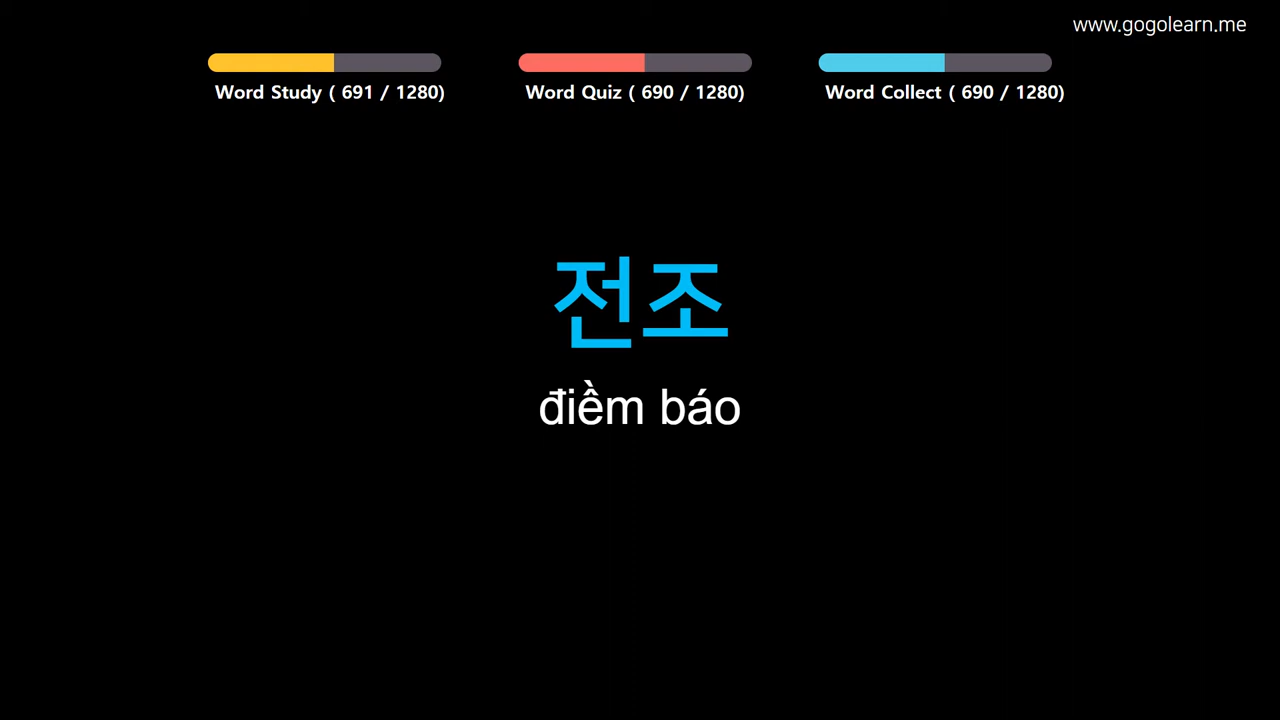 www.gogolearn.me
Word Study ( 691 / 1280)
Word Quiz ( 690 / 1280)
Word Collect ( 690 / 1280)
전조
điềm báo